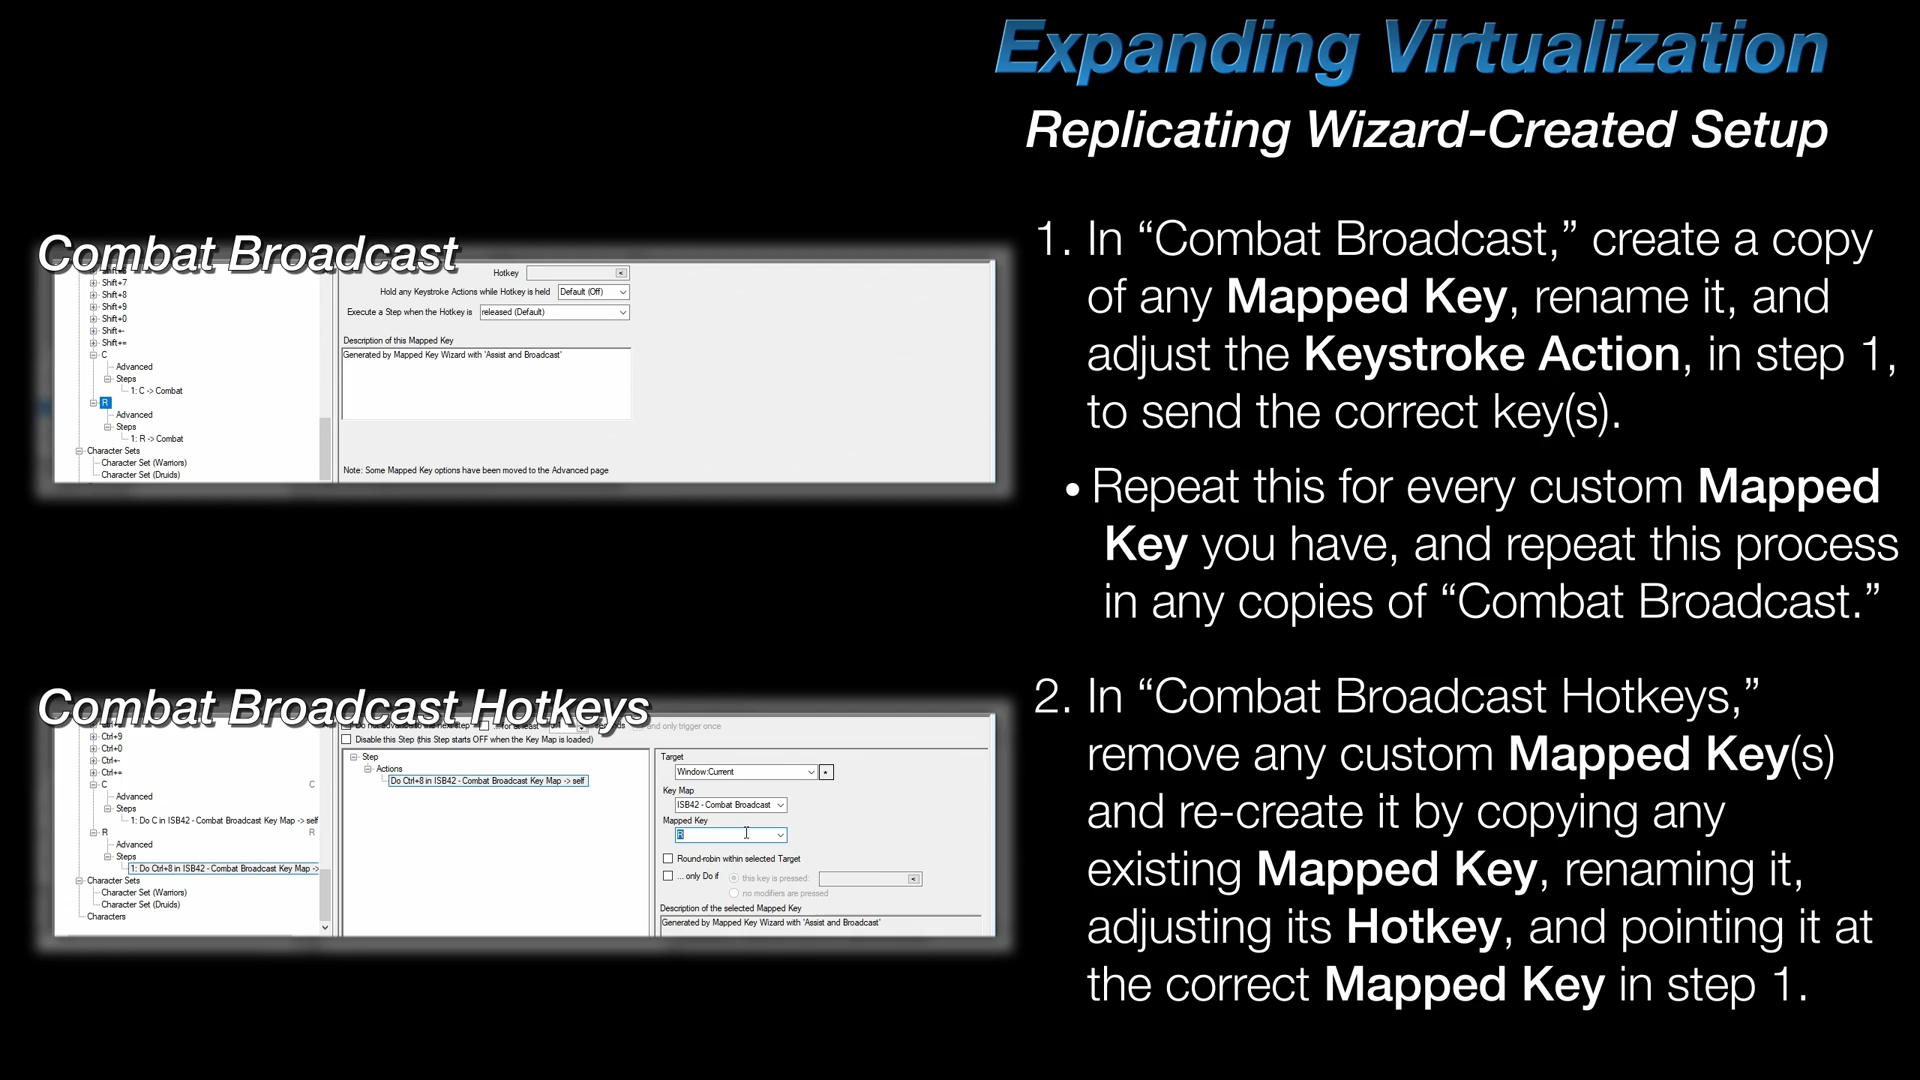 Expanding Virtualization
Replicating Wizard-Created Setup
Combat Broadcast
Shift+7
Shift+8
Shift+9
Shift+0
Shift+-
Shift+=
C
Advanced
Steps
1: C -> Combat
R
Advanced
Steps
1: R -> Combat
Character Sets
Character Set (Warriors)
Character Set (Druids)
Hotkey <
Hold any Keystroke Actions while Hotkey is held Default (Off)
Execute a Step when the Hotkey is released (Default)
Description of this Mapped Key
Generated by Mapped Key Wizard with 'Assist and Broadcast'
Note: Some Mapped Key options have been moved to the Advanced page
1. In “Combat Broadcast,” create a copy
of any Mapped Key, rename it, and
adjust the Keystroke Action, in step 1,
to send the correct key(s).
• Repeat this for every custom Mapped
Key you have, and repeat this process
in any copies of “Combat Broadcast.”
Combat Broadcast Hotkeys
Ctrl+9
Ctrl+0
Ctrl+-
Ctrl+=
C C
Advanced
Steps
1: Do C in ISB42 - Combat Broadcast Key Map -> self
R R
Advanced
Steps
1: Do Ctrl+8 in ISB42 - Combat Broadcast Key Map ->
Character Sets
Character Set (Warriors)
Character Set (Druids)
Characters
and only trigger once
Disable this Step (this Step starts OFF when the Key Map is loaded)
Step
Actions
Do Ctrl+8 in ISB42 - Combat Broadcast Key Map -> self
Target
Window:Current
Key Map
ISB42 - Combat Broadcast
Mapped Key
R
Round-robin within selected Target
... only Do if this key is pressed: <
no modifiers are pressed
Description of the selected Mapped Key
Generated by Mapped Key Wizard with 'Assist and Broadcast'
2. In “Combat Broadcast Hotkeys,”
remove any custom Mapped Key(s)
and re-create it by copying any
existing Mapped Key, renaming it,
adjusting its Hotkey, and pointing it at
the correct Mapped Key in step 1.